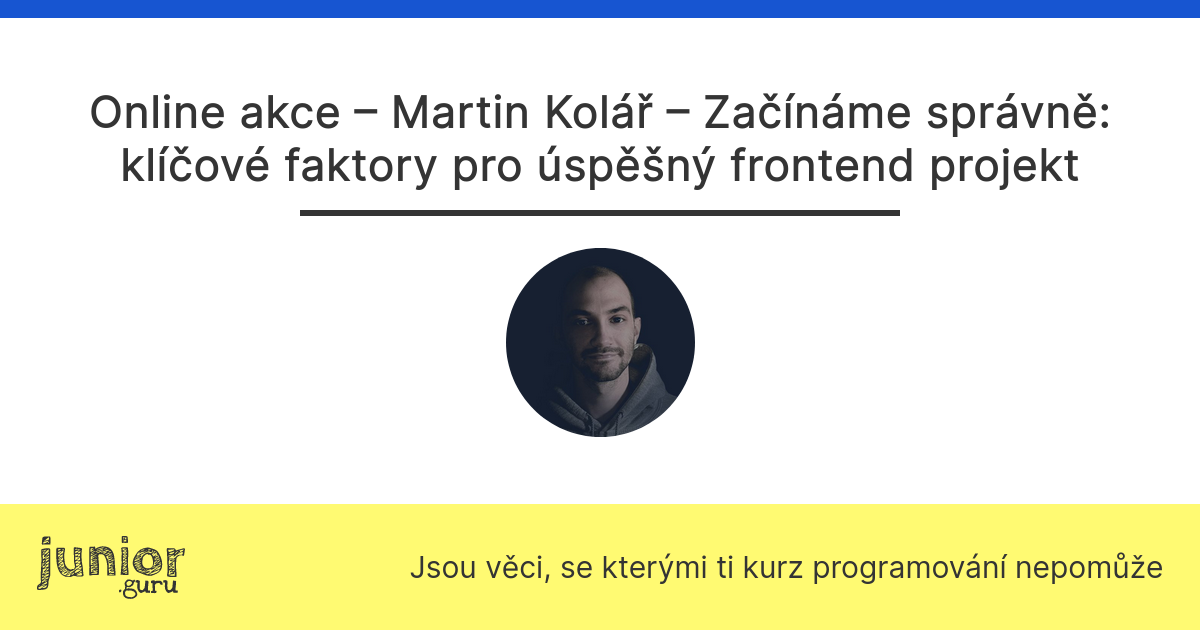 Online akce – Martin Kolář – Začínáme správně:
klíčové faktory pro úspěšný frontend projekt
junior
.guru
Jsou věci, se kterými ti kurz programování nepomůže